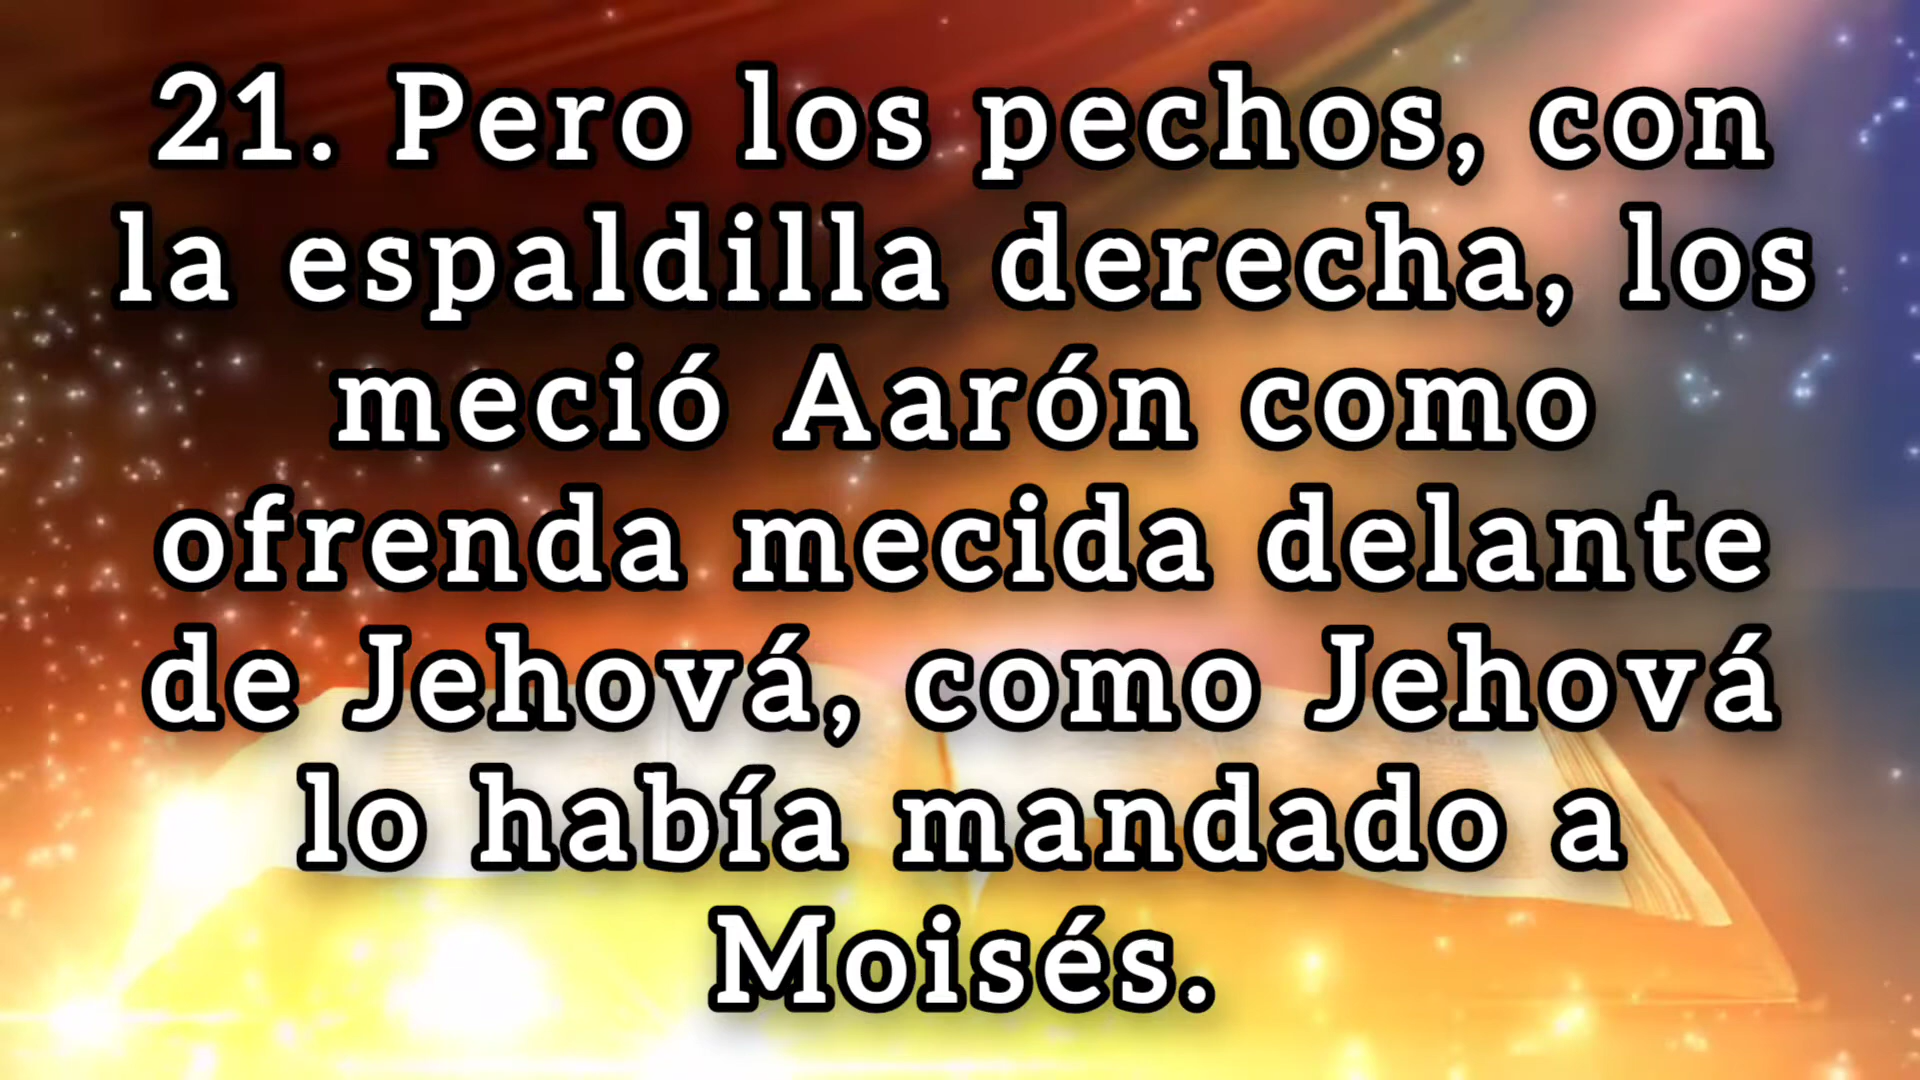 21. Pero los pechos, con
la espaldilla derecha, los
meció Aarón como
ofrenda mecida delante
de Jehová, como Jehová
lo había mandado a
Moisés.